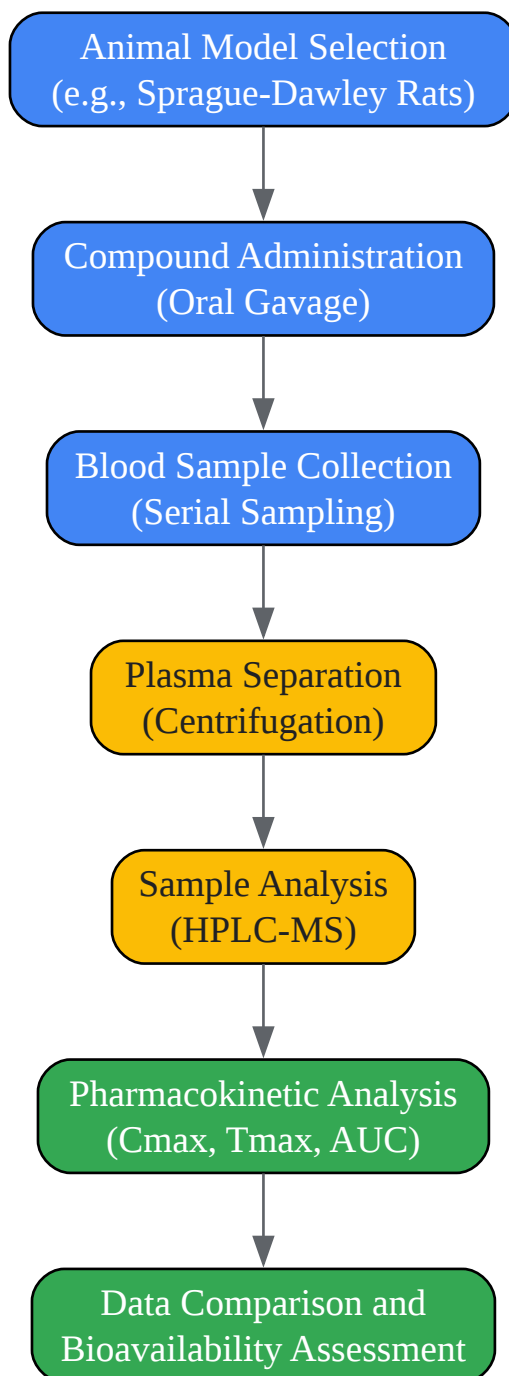 Animal Model Selection
(e.g., Sprague-Dawley Rats)
Compound Administration
(Oral Gavage)
Blood Sample Collection
(Serial Sampling)
Plasma Separation
(Centrifugation)
Sample Analysis
(HPLC-MS)
Pharmacokinetic Analysis
(Cmax, Tmax, AUC)
Data Comparison and
Bioavailability Assessment